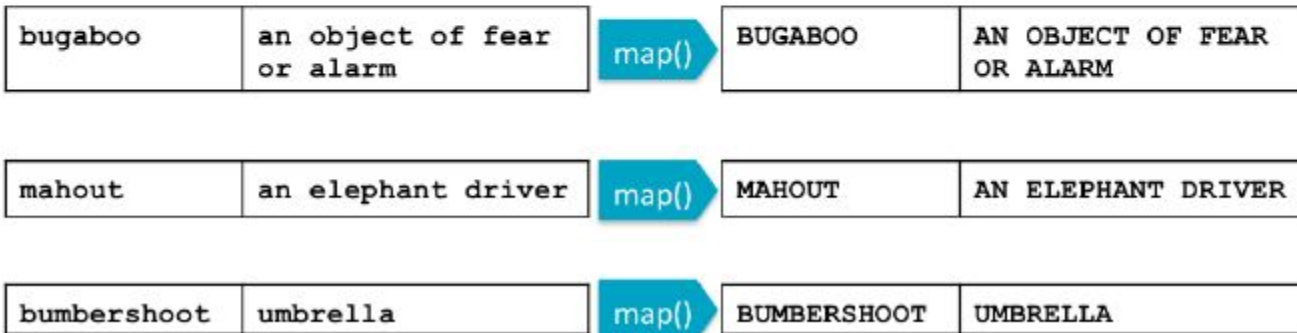 bugaboo an object of fear map() BUGABOO AN OBJECT OF FEAR
or alarm OR ALARM
mahout an elephant driver map() MAHOUT AN ELEPHANT DRIVER
bumbershoot umbrella map() BUMBERSHOOT UMBRELLA